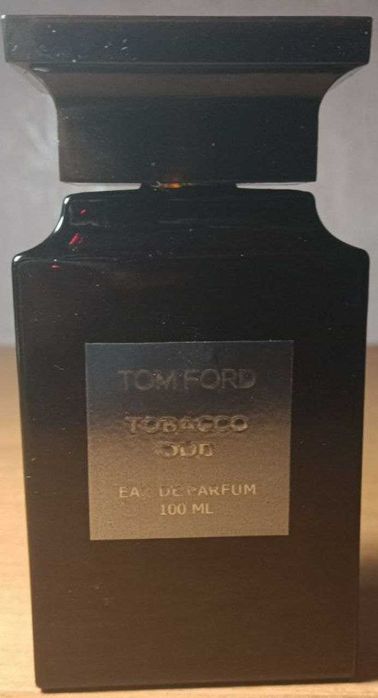 TOM FORD
TOBACCO
OUD
EAU DE PARFUM
100 ML